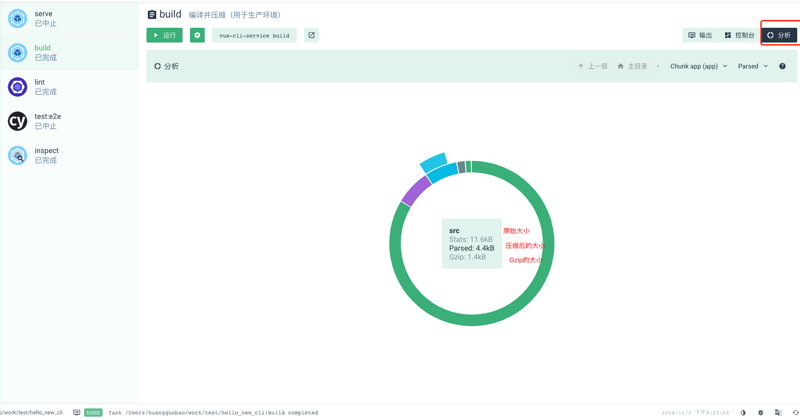 serve
已中止
build
已完成
lint
已完成
test:e2e
已中止
inspect
已完成
build 编译并压缩（用于生产环境）
运行
vue-cli-service build
输出
控制台
分析
分析
上一层
主目录
Chunk app (app)
Parsed
src
Stats: 11.6kB
Parsed: 4.4kB
Gzip: 1.4kB
原始大小
压缩后的大小
Gzip的大小
cy
o/work/test/hello_new_cli
DONE Task /Users/huangguobao/work/test/hello_new_cli:build completed
2018/11/5 下午6:22:06